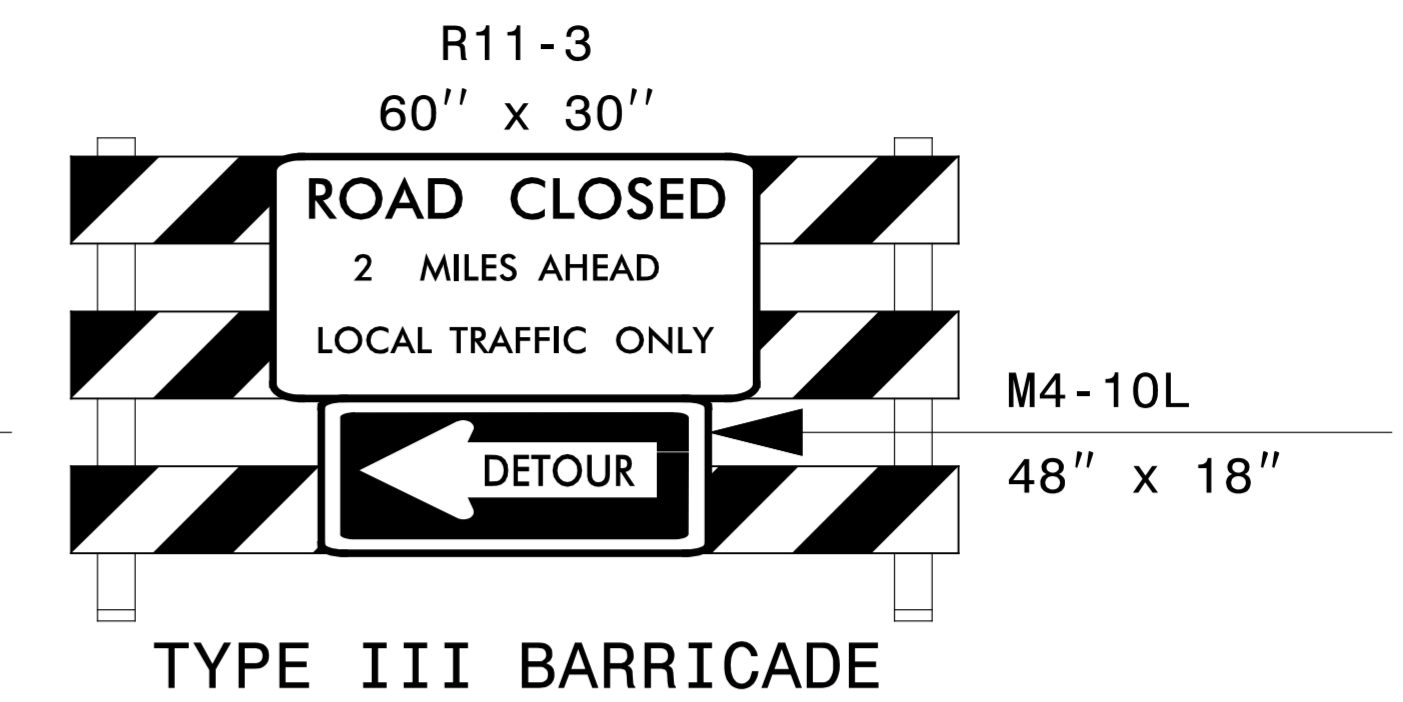 R11-3
60'' x 30''
ROAD CLOSED
2 MILES AHEAD
LOCAL TRAFFIC ONLY
M4-10L
DETOUR
48" x 18"
TYPE III BARRICADE